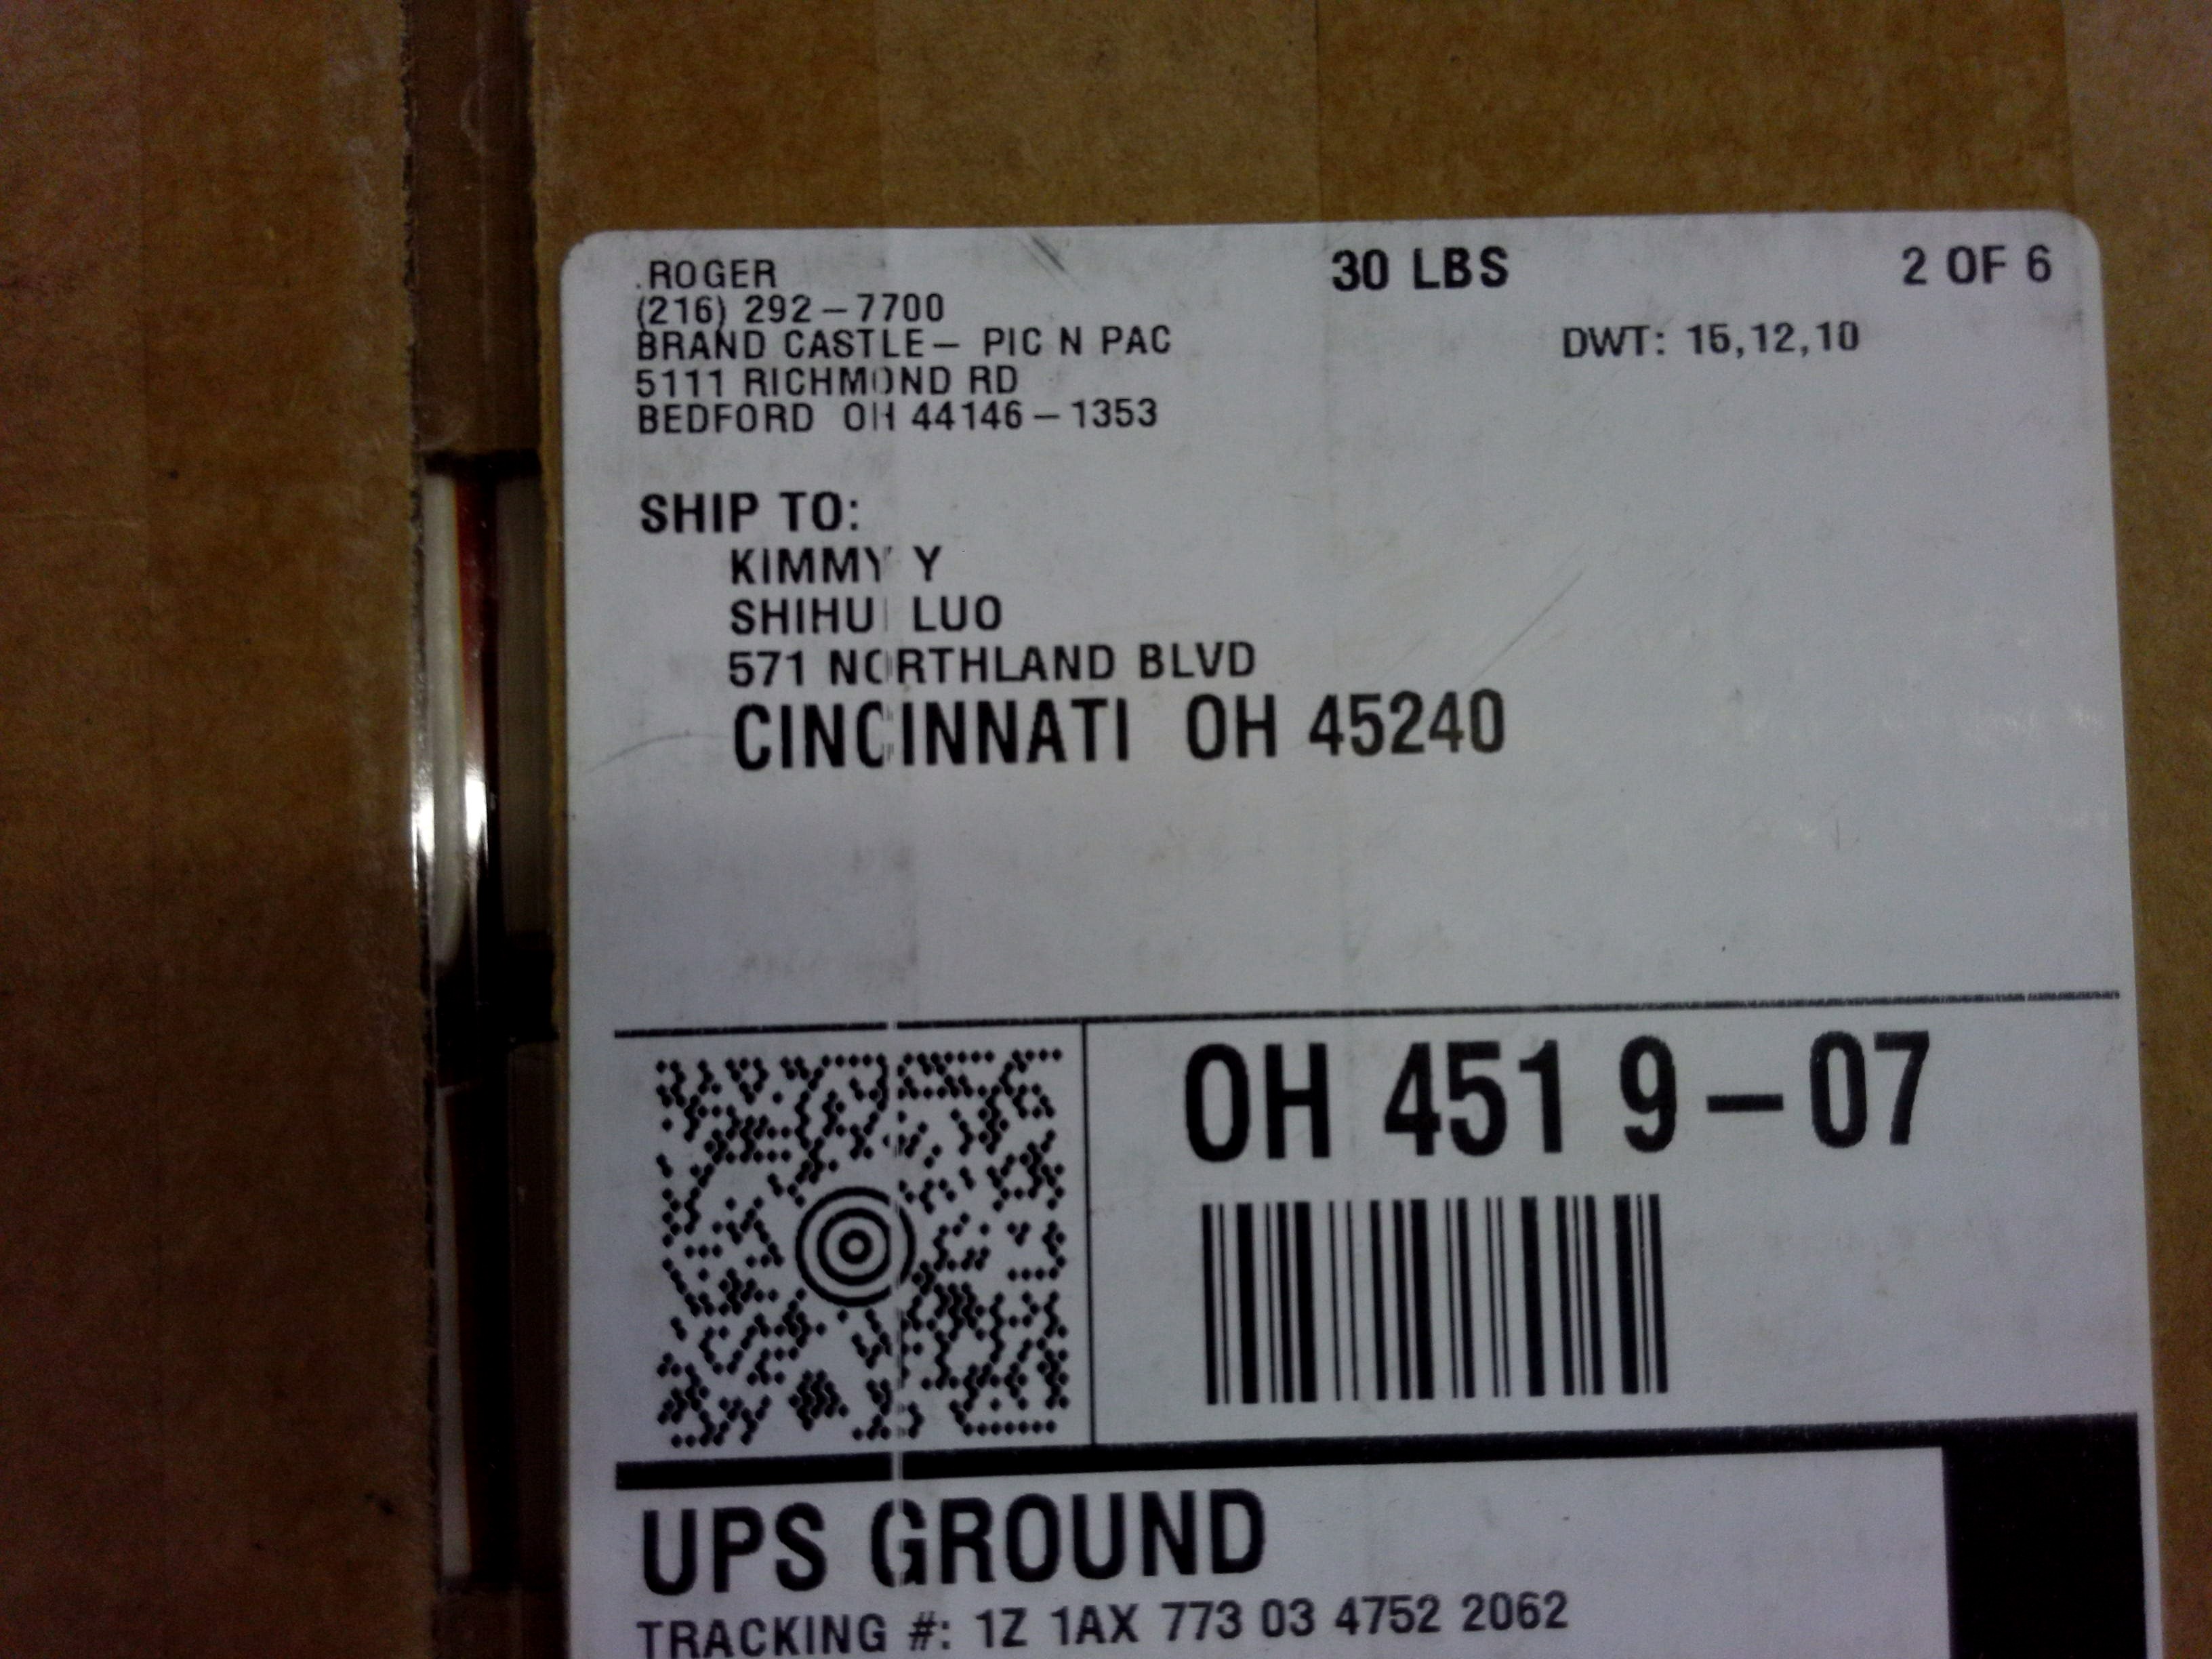 .ROGER
(216) 292-7700
BRAND CASTLE- PIC N PAC
5111 RICHMOND RD
BEDFORD OH 44146-1353
30 LBS
2 OF 6
DWT: 15,12,10
SHIP TO:
KIMMY Y
SHIHUI LUO
571 NORTHLAND BLVD
CINCINNATI OH 45240
OH 451 9-07
UPS GROUND
TRACKING #: 1Z 1AX 773 03 4752 2062